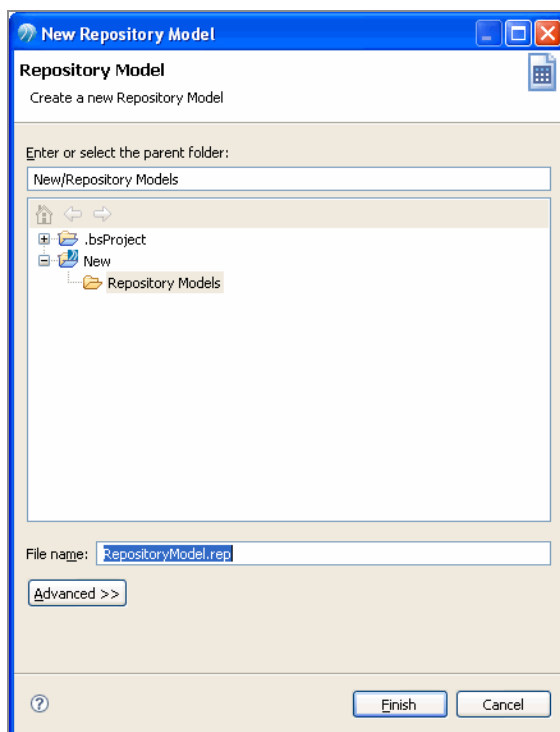 New Repository Model
Repository Model
Create a new Repository Model
Enter or select the parent folder:
New/Repository Models
.bsProject
New
Repository Models
File name: RepositoryModel.rep
Advanced >>
Finish Cancel